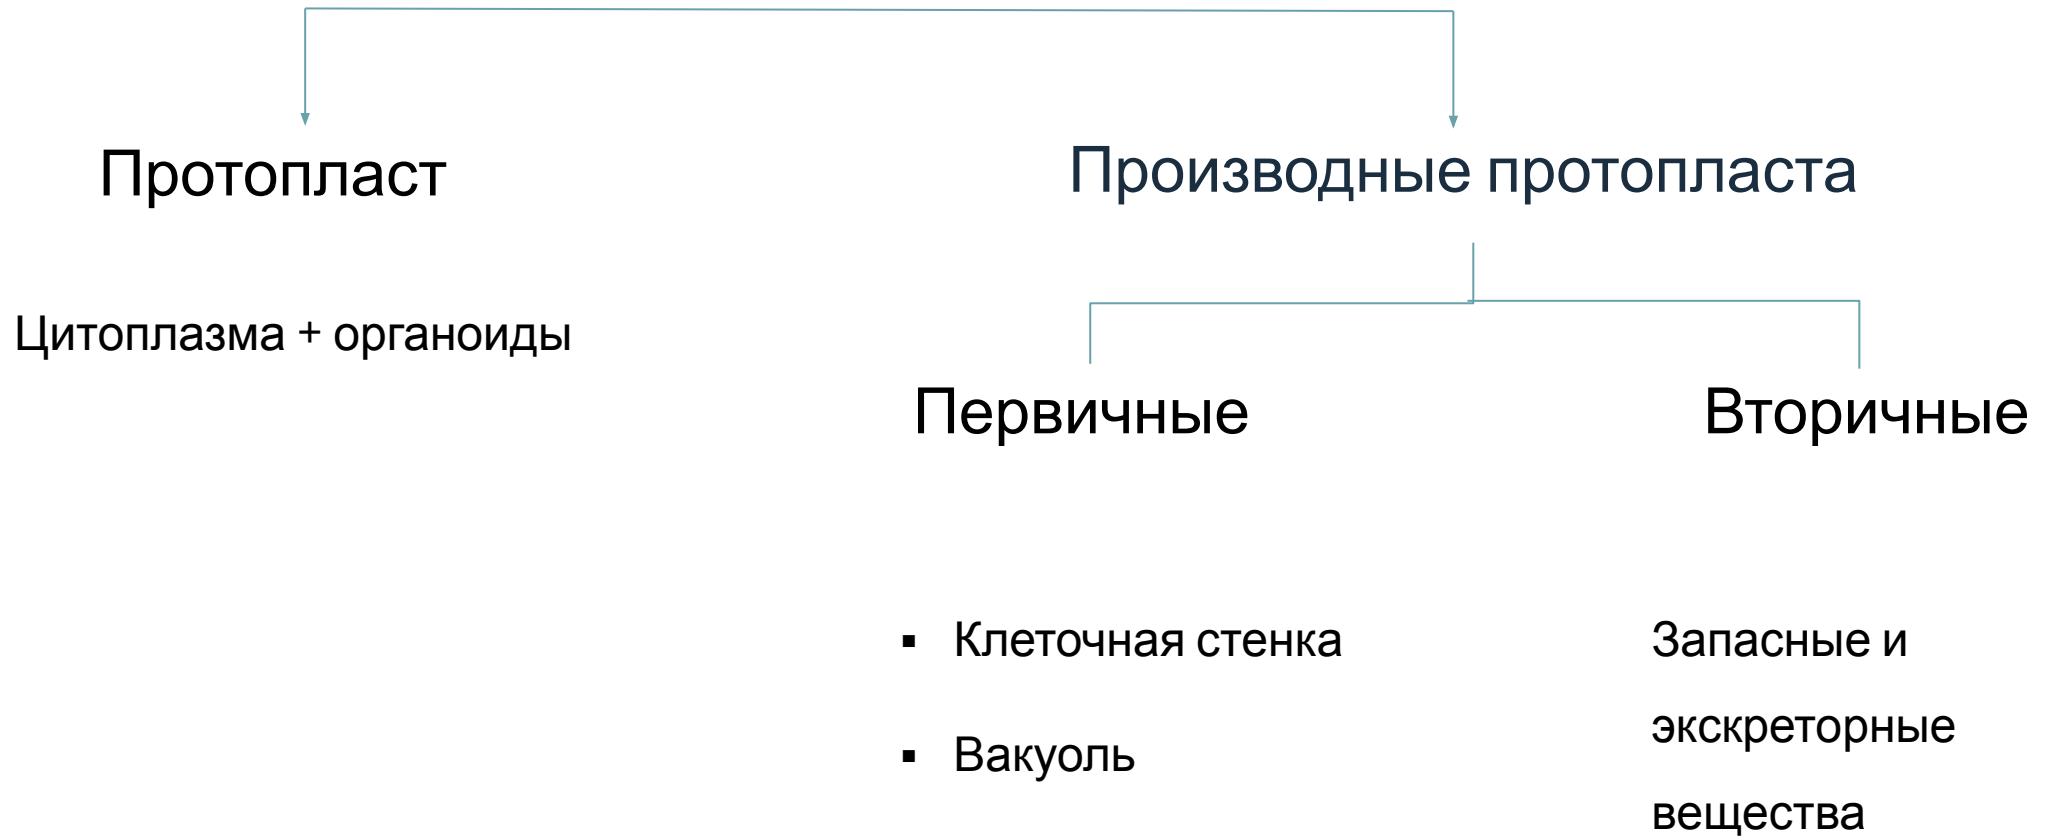 Протопласт
Производные протопласта
Цитоплазма + органоиды
Первичные
Вторичные
▪ Клеточная стенка
▪ Вакуоль
Запасные и
экскреторные
вещества